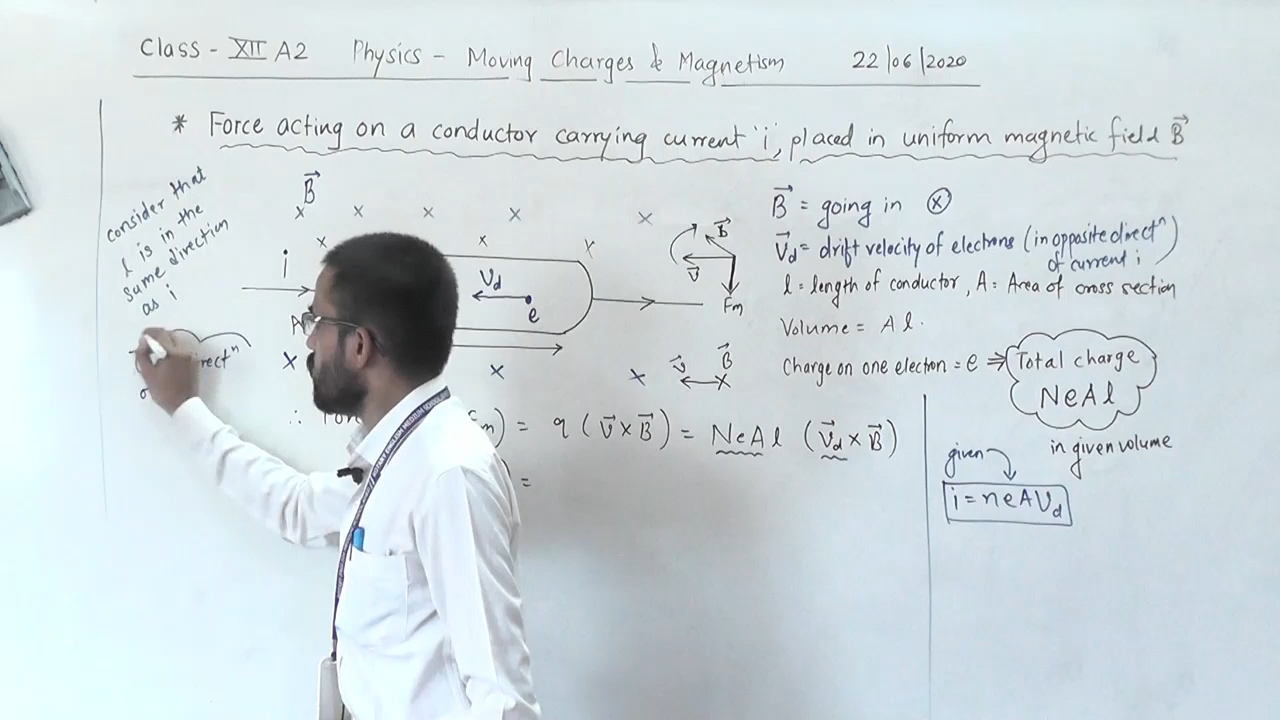 Class - XII A2 Physics - Moving Charges & Magnetism 22/06/2020
* Force acting on a conductor carrying current 'i', placed in uniform magnetic field B⃗
consider that
l is in the
same direction
as i
B⃗
× × × × ×
× × ×
i
A
Vd
e
× × ×
B⃗
v⃗
Fm
v⃗ B⃗
B⃗ = going in ⊗
V⃗d = drift velocity of electrons (in opposite directⁿ
of current i)
l = length of conductor, A = Area of cross section
Volume = Al.
Charge on one electron = e ⇒ Total charge
NeAl
in given volume
∴ = q (v⃗ × B⃗) = NeAl (v⃗d × B⃗)
=
given
i = neAVd